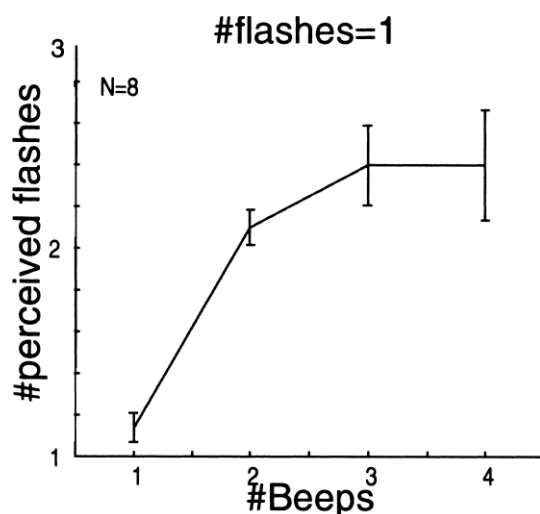 #flashes=1
3
N=8
#perceived flashes
2
1
1 2 3 4
#Beeps